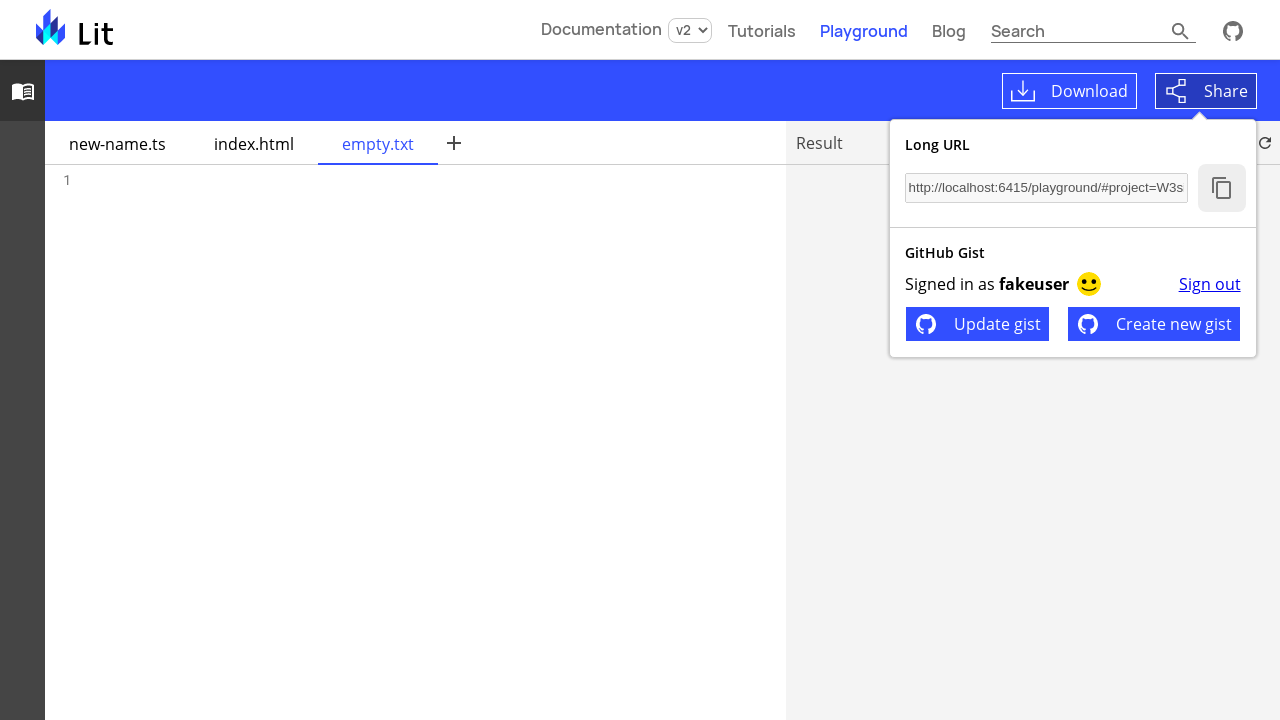 Lit
Documentation v2 Tutorials Playground Blog Search
Download Share
new-name.ts index.html empty.txt Result
1
Long URL
http://localhost:6415/playground/#project=W3s
GitHub Gist
Signed in as fakeuser Sign out
Update gist Create new gist